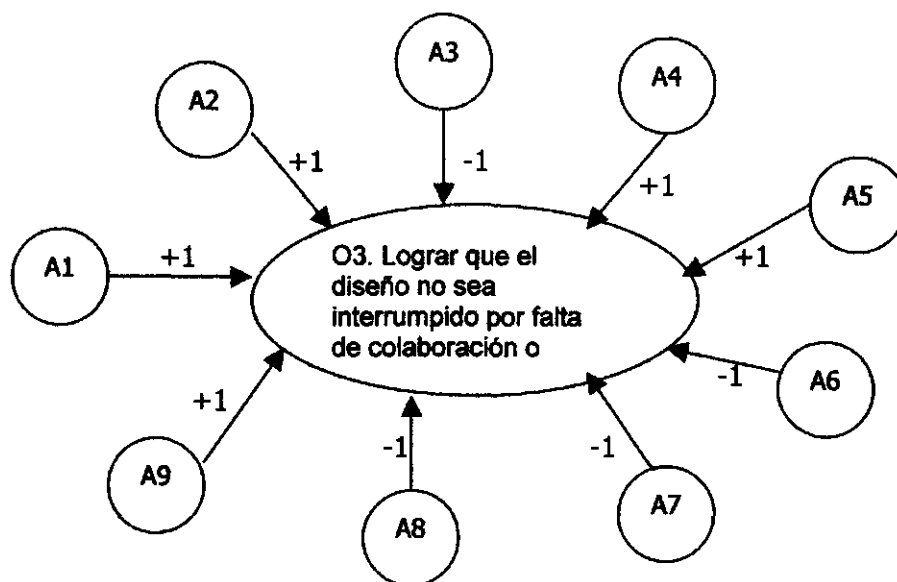 A3
A4
A2
-1
+1
+1
A5
+1
A1
+1
O3. Lograr que el
diseño no sea
interrumpido por falta
de colaboración o
-1
A6
+1
-1
-1
A9
A8
A7